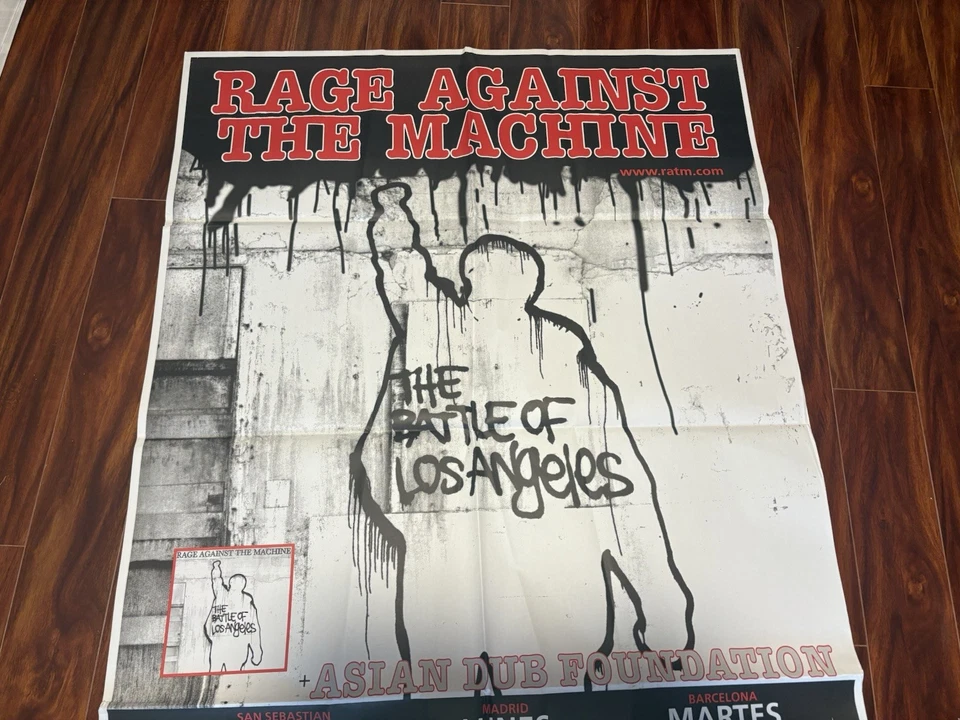 RAGE AGAINST
THE MACHINE
www.ratm.com
THE
BATTLE OF
LOS ANgeleS
RAGE AGAINST THE MACHINE
THE
BATTLE OF
LOS ANgeleS
+ASIAN DUB FOUNDATION
SAN SEBASTIAN
MADRID
BARCELONA
MARTES